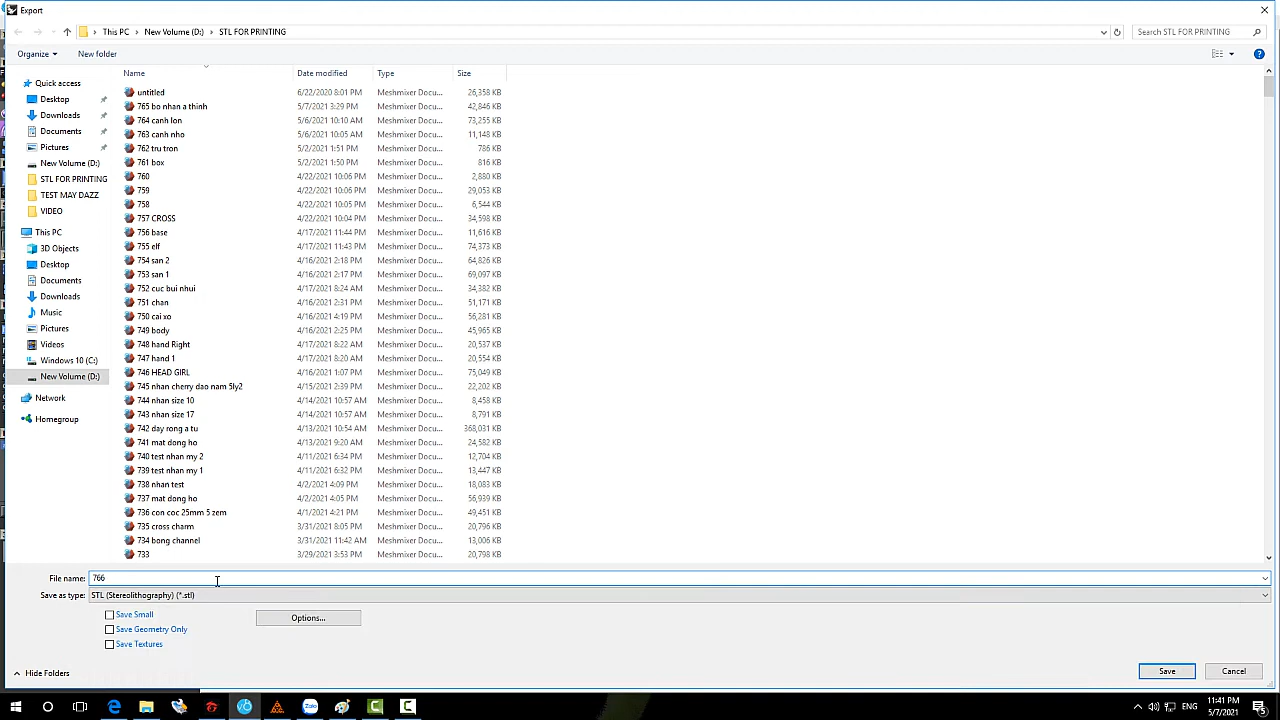 Export
This PC > New Volume (D:) > STL FOR PRINTING
Search STL FOR PRINTING
Organize New folder
Name Date modified Type Size
Quick access
Desktop
Downloads
Documents
Pictures
New Volume (D:)
STL FOR PRINTING
TEST MAY DAZZ
VIDEO
This PC
3D Objects
Desktop
Documents
Downloads
Music
Pictures
Videos
Windows 10 (C:)
New Volume (D:)
Network
Homegroup
untitled 6/22/2020 8:01 PM Meshmixer Docu... 26,358 KB
765 bo nhan a thinh 5/7/2021 3:29 PM Meshmixer Docu... 42,846 KB
764 canh lon 5/6/2021 10:10 AM Meshmixer Docu... 73,255 KB
763 canh nho 5/6/2021 10:05 AM Meshmixer Docu... 11,148 KB
762 tru tron 5/2/2021 1:51 PM Meshmixer Docu... 786 KB
761 box 5/2/2021 1:50 PM Meshmixer Docu... 816 KB
760 4/22/2021 10:06 PM Meshmixer Docu... 2,880 KB
759 4/22/2021 10:06 PM Meshmixer Docu... 29,053 KB
758 4/22/2021 10:05 PM Meshmixer Docu... 6,544 KB
757 CROSS 4/22/2021 10:04 PM Meshmixer Docu... 34,598 KB
756 base 4/17/2021 11:44 PM Meshmixer Docu... 11,616 KB
755 elf 4/17/2021 11:43 PM Meshmixer Docu... 74,373 KB
754 san 2 4/16/2021 2:18 PM Meshmixer Docu... 64,826 KB
753 san 1 4/16/2021 2:17 PM Meshmixer Docu... 69,097 KB
752 cuc bui nhui 4/17/2021 8:24 AM Meshmixer Docu... 34,382 KB
751 chan 4/16/2021 2:31 PM Meshmixer Docu... 51,171 KB
750 cai xo 4/16/2021 4:19 PM Meshmixer Docu... 56,281 KB
749 body 4/16/2021 2:25 PM Meshmixer Docu... 45,965 KB
748 hand Right 4/17/2021 8:22 AM Meshmixer Docu... 20,537 KB
747 hand 1 4/17/2021 8:20 AM Meshmixer Docu... 20,554 KB
746 HEAD GIRL 4/16/2021 1:07 PM Meshmixer Docu... 75,049 KB
745 nhan cherry dao nam 5ly2 4/15/2021 2:39 PM Meshmixer Docu... 22,202 KB
744 nhan size 10 4/14/2021 10:57 AM Meshmixer Docu... 8,458 KB
743 nhan size 17 4/14/2021 10:57 AM Meshmixer Docu... 8,791 KB
742 day rong a tu 4/13/2021 10:54 AM Meshmixer Docu... 368,031 KB
741 mat dong ho 4/13/2021 9:20 AM Meshmixer Docu... 24,582 KB
740 test nhan my 2 4/11/2021 6:34 PM Meshmixer Docu... 12,704 KB
739 test nhan my 1 4/11/2021 6:32 PM Meshmixer Docu... 13,447 KB
738 nhan test 4/2/2021 4:09 PM Meshmixer Docu... 18,083 KB
737 mat dong ho 4/2/2021 4:05 PM Meshmixer Docu... 56,939 KB
736 con coc 25mm 5 zem 4/1/2021 4:21 PM Meshmixer Docu... 49,451 KB
735 cross charm 3/31/2021 8:05 PM Meshmixer Docu... 20,796 KB
734 bong channel 3/31/2021 11:42 AM Meshmixer Docu... 13,006 KB
733 3/29/2021 3:53 PM Meshmixer Docu... 20,798 KB
File name: 766
Save as type: STL (Stereolithography) (*.stl)
Save Small
Options...
Save Geometry Only
Save Textures
Hide Folders
Save Cancel
Zalo
ENG
11:41 PM
5/7/2021